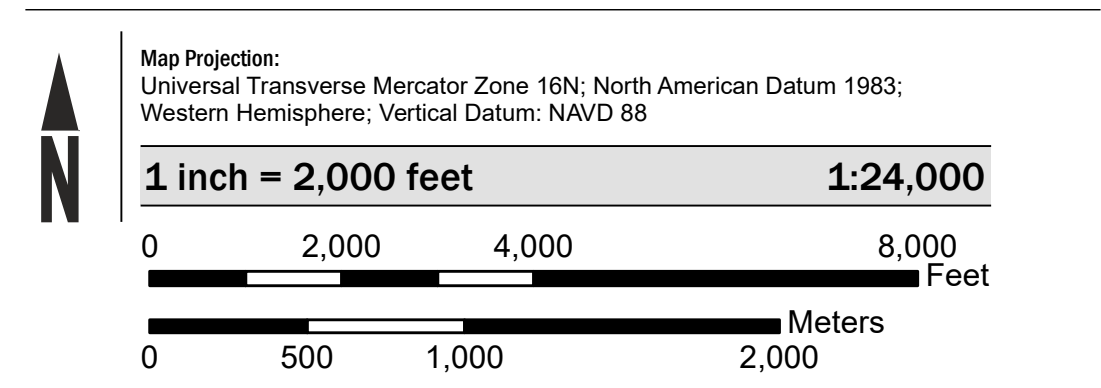 Map Projection:
Universal Transverse Mercator Zone 16N; North American Datum 1983;
Western Hemisphere; Vertical Datum: NAVD 88
N
1 inch = 2,000 feet 1:24,000
0 2,000 4,000 8,000
Feet
Meters
0 500 1,000 2,000